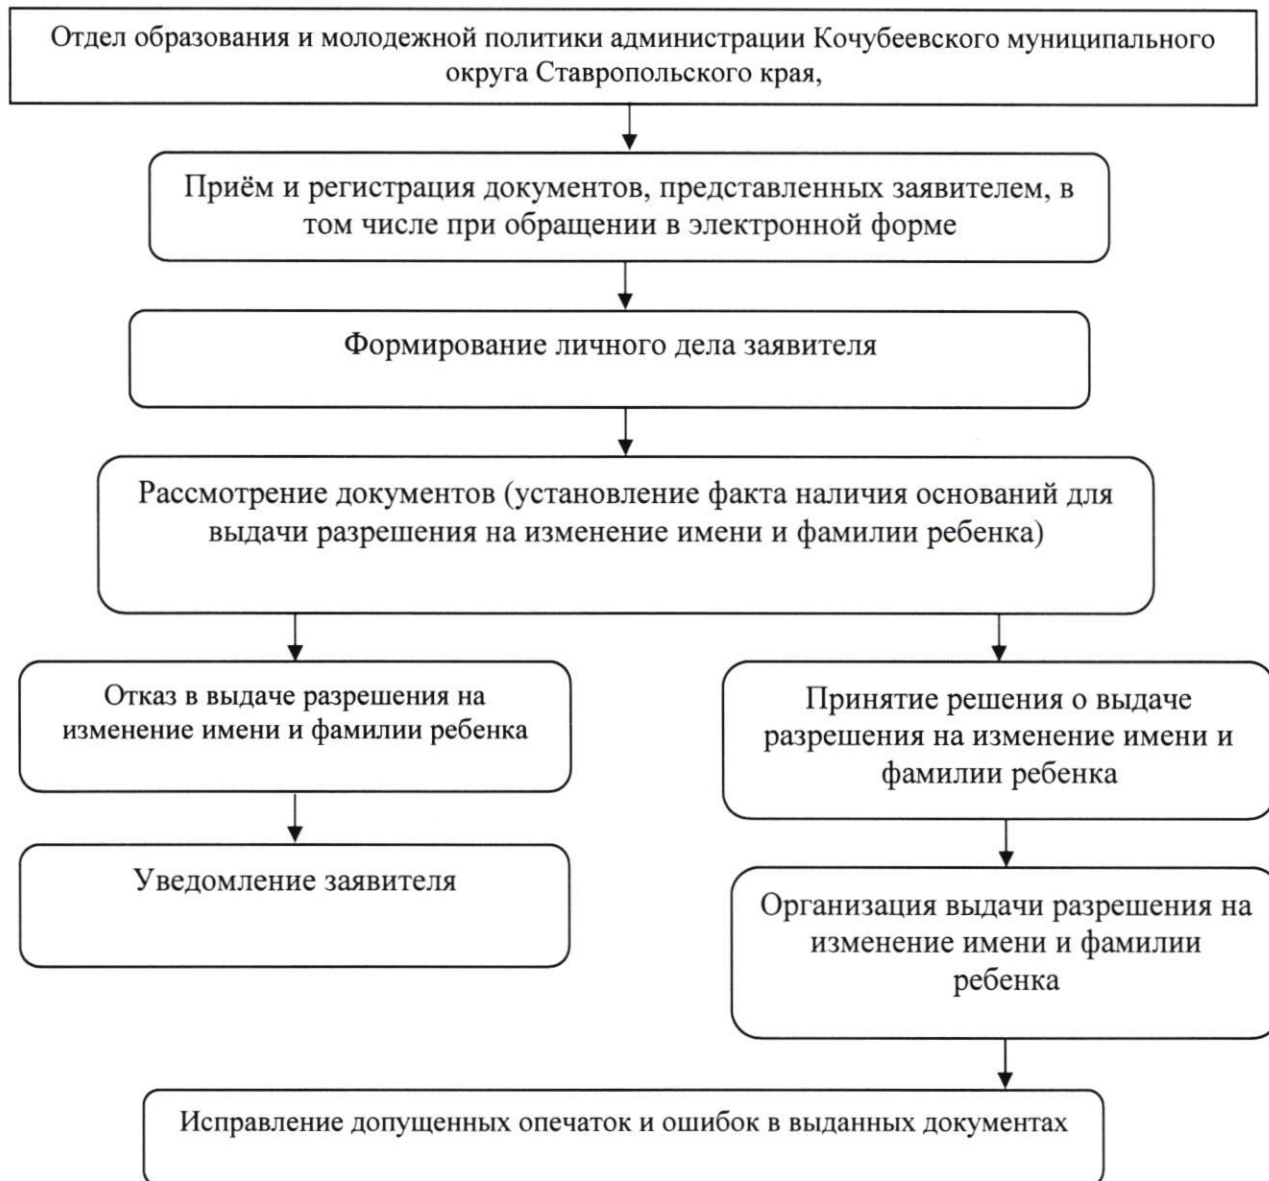 Отдел образования и молодежной политики администрации Кочубеевского муниципального
округа Ставропольского края,
Приём и регистрация документов, представленных заявителем, в
том числе при обращении в электронной форме
Формирование личного дела заявителя
Рассмотрение документов (установление факта наличия оснований для
выдачи разрешения на изменение имени и фамилии ребенка)
Отказ в выдаче разрешения на
изменение имени и фамилии ребенка
Принятие решения о выдаче
разрешения на изменение имени и
фамилии ребенка
Уведомление заявителя
Организация выдачи разрешения на
изменение имени и фамилии
ребенка
Исправление допущенных опечаток и ошибок в выданных документах